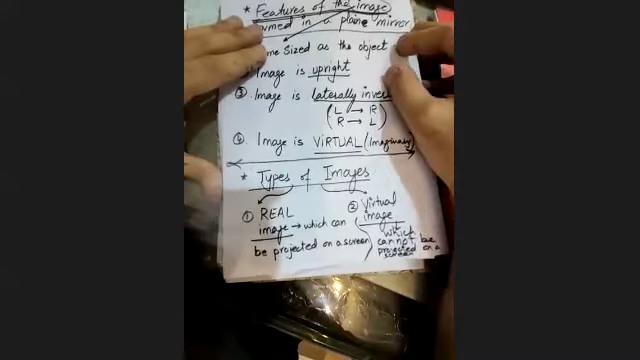 * Features of the image
formed in a plane mirror
Sized as the object
Image is upright
③. Image is laterally
(L → R
R → L)
④. Image is VIRTUAL (Imaginary)
* Types of Images
① REAL image → which can be projected on a screen
② Virtual image
which cannot be projected on a screen